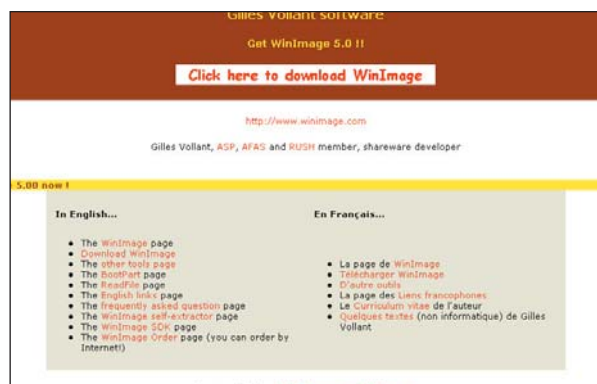 Gilles Vollant software
Get WinImage 5.0 !!
Click here to download WinImage
http://www.winimage.com
Gilles Vollant, ASP, AFAS and RUSH member, shareware developer
5.00 now !
In English...
The WinImage page
Download WinImage
The other tools page
The BootPart page
The ReadFile page
The English links page
The frequently asked question page
The WinImage self-extractor page
The WinImage SDK page
The WinImage Order page (you can order by
Internet!)
En Français...
La page de WinImage
Télécharger WinImage
D'autre outils
La page des Liens francophones
Le Curriculum vitae de l'auteur
Quelques textes (non informatique) de Gilles
Vollant